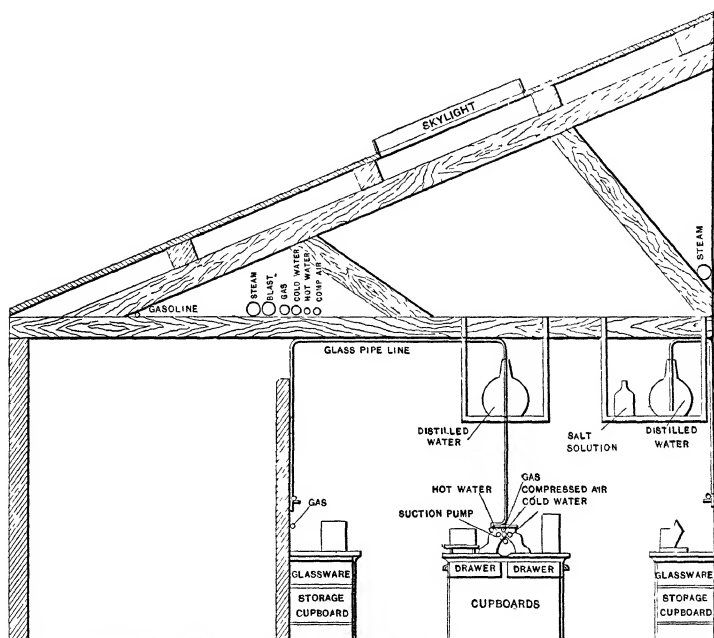 SKYLIGHT
STEAM
GASOLINE
STEAM
BLAST
GAS
COLD WATER
HOT WATER
COMP AIR
GLASS PIPE LINE
DISTILLED
WATER
SALT
SOLUTION
DISTILLED
WATER
GAS
HOT WATER
GAS
COMPRESSED AIR
COLD WATER
SUCTION PUMP
GLASSWARE
STORAGE
CUPBOARD
DRAWER
DRAWER
CUPBOARDS
GLASSWARE
STORAGE
CUPBOARD